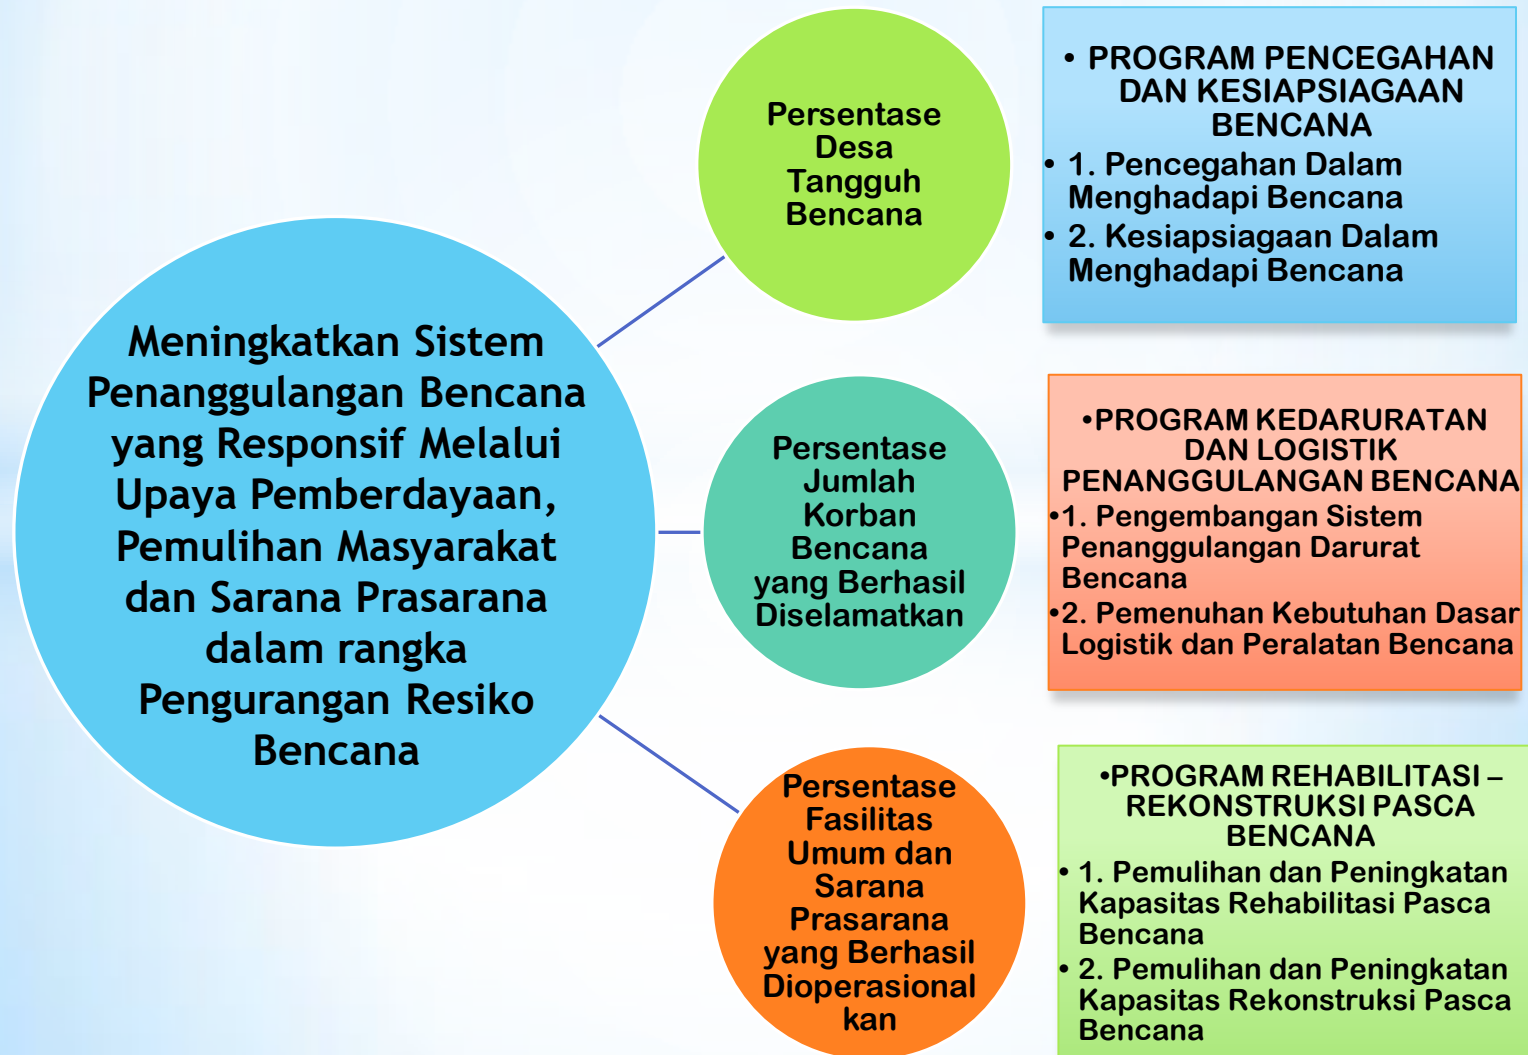 Meningkatkan Sistem
Penanggulangan Bencana
yang Responsif Melalui
Upaya Pemberdayaan,
Pemulihan Masyarakat
dan Sarana Prasarana
dalam rangka
Pengurangan Resiko
Bencana
Persentase
Desa
Tangguh
Bencana
• PROGRAM PENCEGAHAN
DAN KESIAPSIAGAAN
BENCANA
• 1. Pencegahan Dalam
Menghadapi Bencana
• 2. Kesiapsiagaan Dalam
Menghadapi Bencana
Persentase
Jumlah
Korban
Bencana
yang Berhasil
Diselamatkan
•PROGRAM KEDARURATAN
DAN LOGISTIK
PENANGGULANGAN BENCANA
•1. Pengembangan Sistem
Penanggulangan Darurat
Bencana
•2. Pemenuhan Kebutuhan Dasar
Logistik dan Peralatan Bencana
Persentase
Fasilitas
Umum dan
Sarana
Prasarana
yang Berhasil
Dioperasional
kan
•PROGRAM REHABILITASI –
REKONSTRUKSI PASCA
BENCANA
• 1. Pemulihan dan Peningkatan
Kapasitas Rehabilitasi Pasca
Bencana
• 2. Pemulihan dan Peningkatan
Kapasitas Rekonstruksi Pasca
Bencana